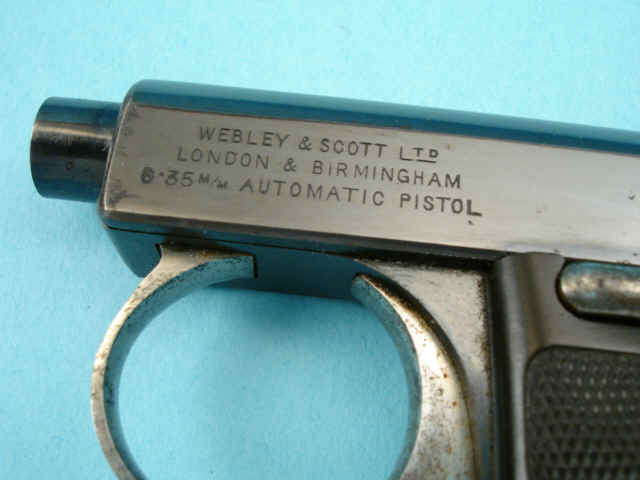 WEBLEY & SCOTT LTD
LONDON & BIRMINGHAM
6·35 M/M AUTOMATIC PISTOL